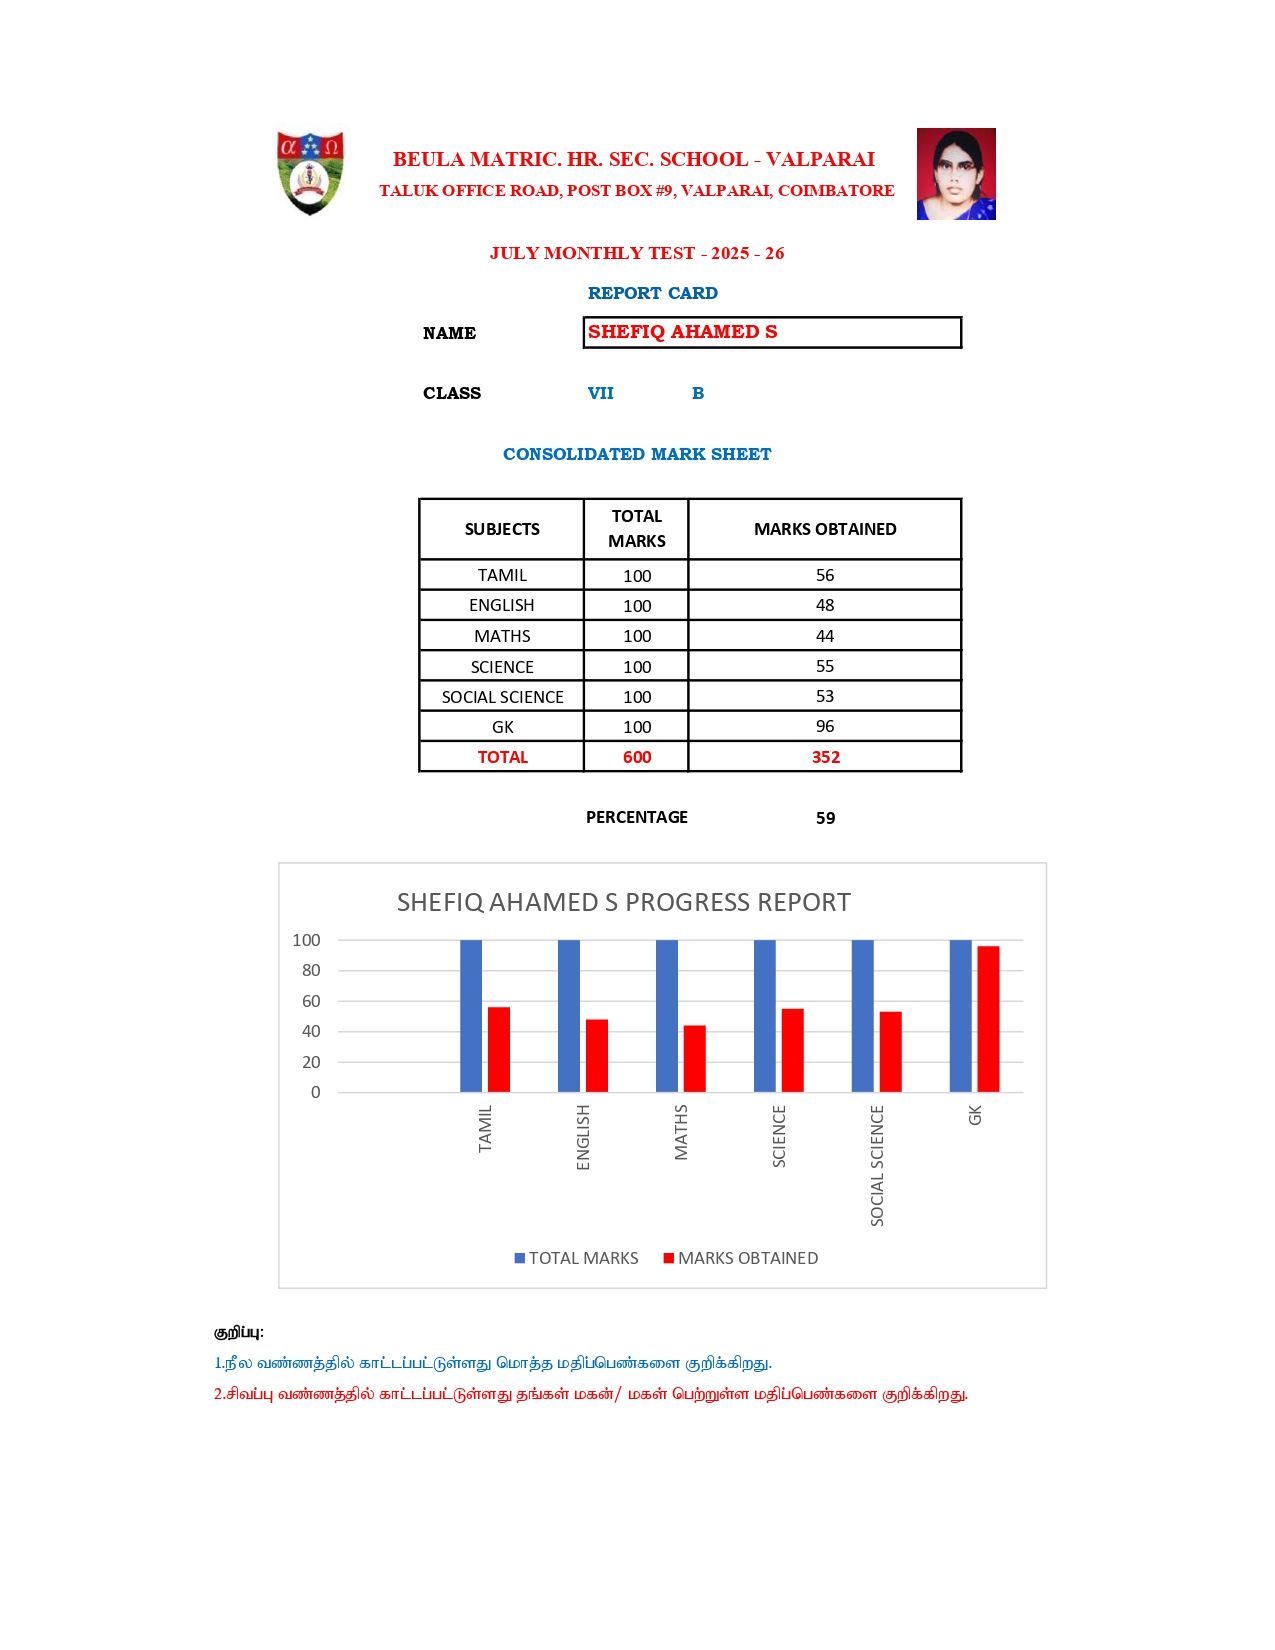 α Ω
BEULA MATRIC. HR. SEC. SCHOOL - VALPARAI
TALUK OFFICE ROAD, POST BOX #9, VALPARAI, COIMBATORE
JULY MONTHLY TEST - 2025 - 26
REPORT CARD
NAME SHEFIQ AHAMED S
CLASS VII B
CONSOLIDATED MARK SHEET
SUBJECTS TOTAL MARKS MARKS OBTAINED
TAMIL 100 56
ENGLISH 100 48
MATHS 100 44
SCIENCE 100 55
SOCIAL SCIENCE 100 53
GK 100 96
TOTAL 600 352
PERCENTAGE 59
SHEFIQ AHAMED S PROGRESS REPORT
100
80
60
40
20
0
TAMIL ENGLISH MATHS SCIENCE SOCIAL SCIENCE GK
TOTAL MARKS MARKS OBTAINED
குறிப்பு:
1.நீல வண்ணத்தில் காட்டப்பட்டுள்ளது மொத்த மதிப்பெண்களை குறிக்கிறது.
2.சிவப்பு வண்ணத்தில் காட்டப்பட்டுள்ளது தங்கள் மகன்/ மகள் பெற்றுள்ள மதிப்பெண்களை குறிக்கிறது.